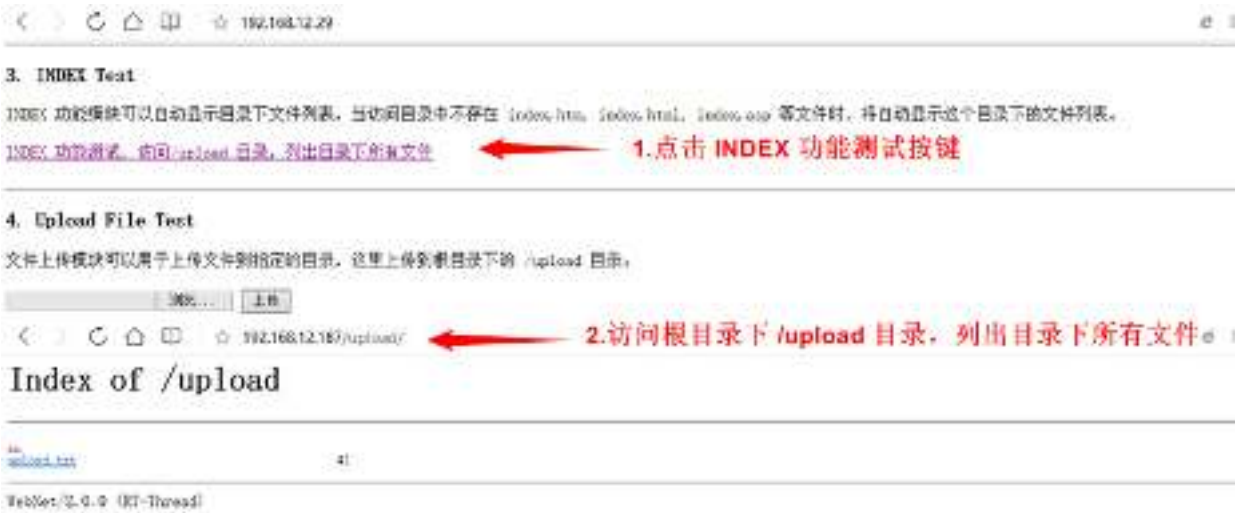 192.168.12.29
3. INDEX Test
INDEX 功能模块可以自动显示目录下文件列表。当访问目录中不存在 index.htm, index.html, index.asp 等文件时，将自动显示这个目录下的文件列表。
INDEX 功能测试，访问 /upload 目录，列出目录下所有文件
1.点击 INDEX 功能测试按键
4. Upload File Test
文件上传模块可以用于上传文件到指定的目录，这里上传到根目录下的 /upload 目录。
浏览... 上传
192.168.12.187/upload/
2.访问根目录下 /upload 目录，列出目录下所有文件
Index of /upload
..
upload.txt 41
WebNet/2.0.0 (RT-Thread)